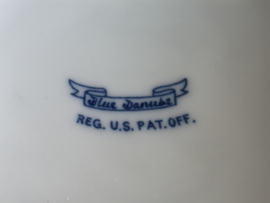 Blue Danube
REG. U.S. PAT. OFF.